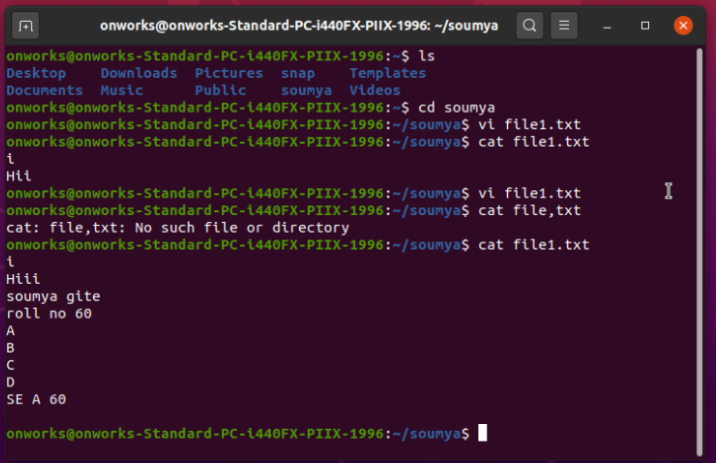 onworks@onworks-Standard-PC-i440FX-PIIX-1996: ~/soumya
onworks@onworks-Standard-PC-i440FX-PIIX-1996:~$ ls
Desktop Downloads Pictures snap Templates
Documents Music Public soumya Videos
onworks@onworks-Standard-PC-i440FX-PIIX-1996:~$ cd soumya
onworks@onworks-Standard-PC-i440FX-PIIX-1996:~/soumya$ vi file1.txt
onworks@onworks-Standard-PC-i440FX-PIIX-1996:~/soumya$ cat file1.txt
i
Hii
onworks@onworks-Standard-PC-i440FX-PIIX-1996:~/soumya$ vi file1.txt
onworks@onworks-Standard-PC-i440FX-PIIX-1996:~/soumya$ cat file,txt
cat: file,txt: No such file or directory
onworks@onworks-Standard-PC-i440FX-PIIX-1996:~/soumya$ cat file1.txt
i
Hiii
soumya gite
roll no 60
A
B
C
D
SE A 60
onworks@onworks-Standard-PC-i440FX-PIIX-1996:~/soumya$